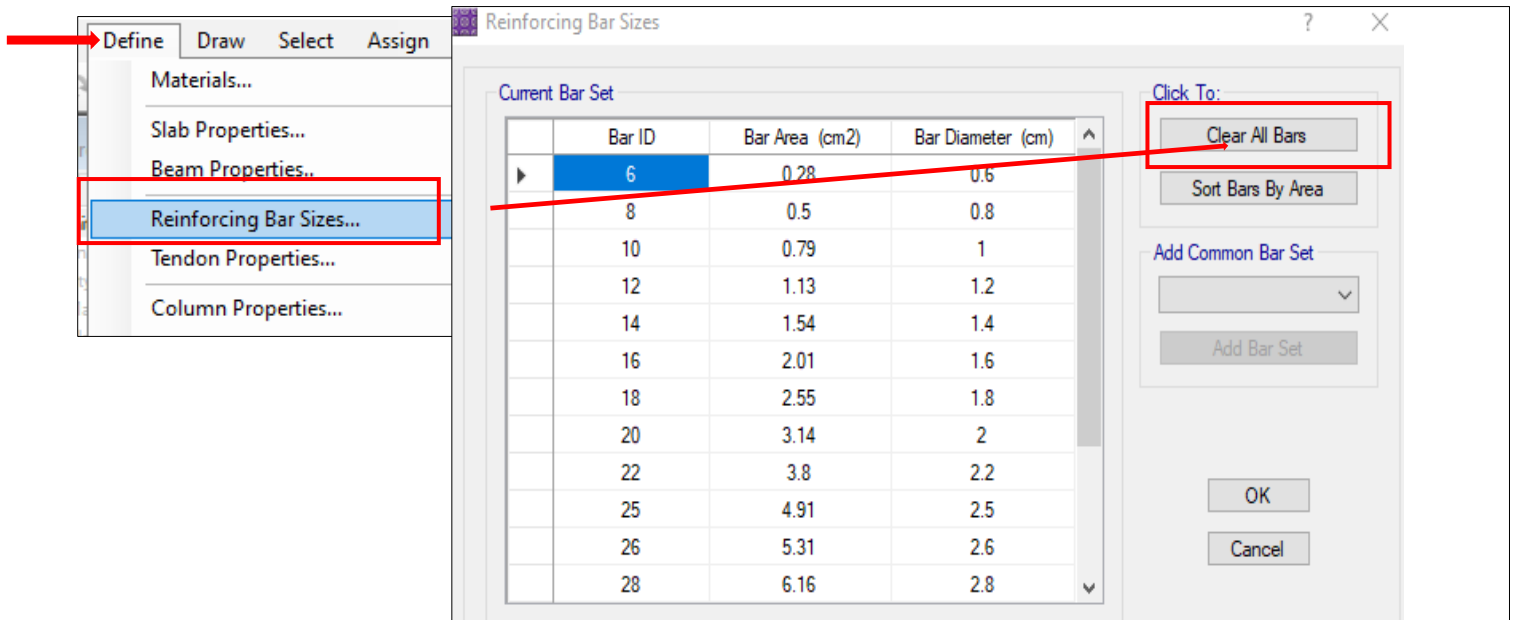 Define Draw Select Assign
Materials...
Slab Properties...
Beam Properties..
Reinforcing Bar Sizes...
Tendon Properties...
Column Properties...
Reinforcing Bar Sizes ?
Current Bar Set
Bar ID Bar Area (cm2) Bar Diameter (cm)
6 0.28 0.6
8 0.5 0.8
10 0.79 1
12 1.13 1.2
14 1.54 1.4
16 2.01 1.6
18 2.55 1.8
20 3.14 2
22 3.8 2.2
25 4.91 2.5
26 5.31 2.6
28 6.16 2.8
Click To:
Clear All Bars
Sort Bars By Area
Add Common Bar Set
Add Bar Set
OK
Cancel